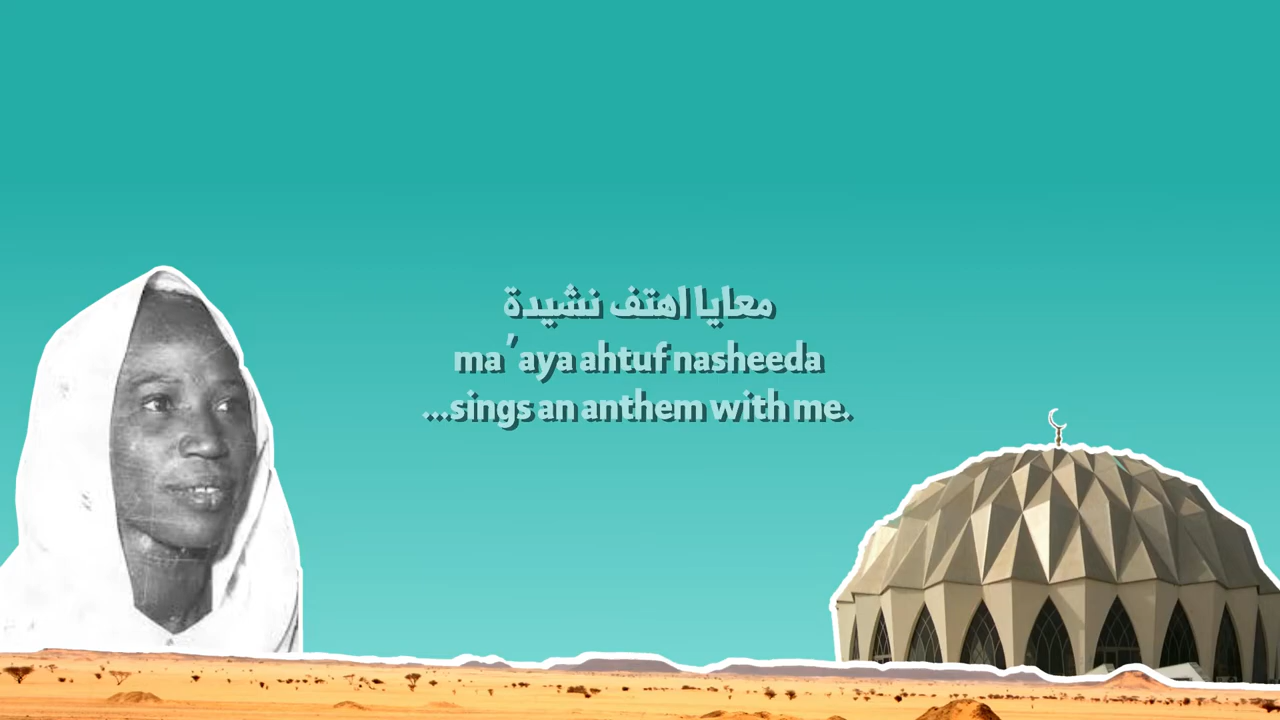 معايا اهتف نشيدة
ma'aya ahtuf nasheeda
...sings an anthem with me.